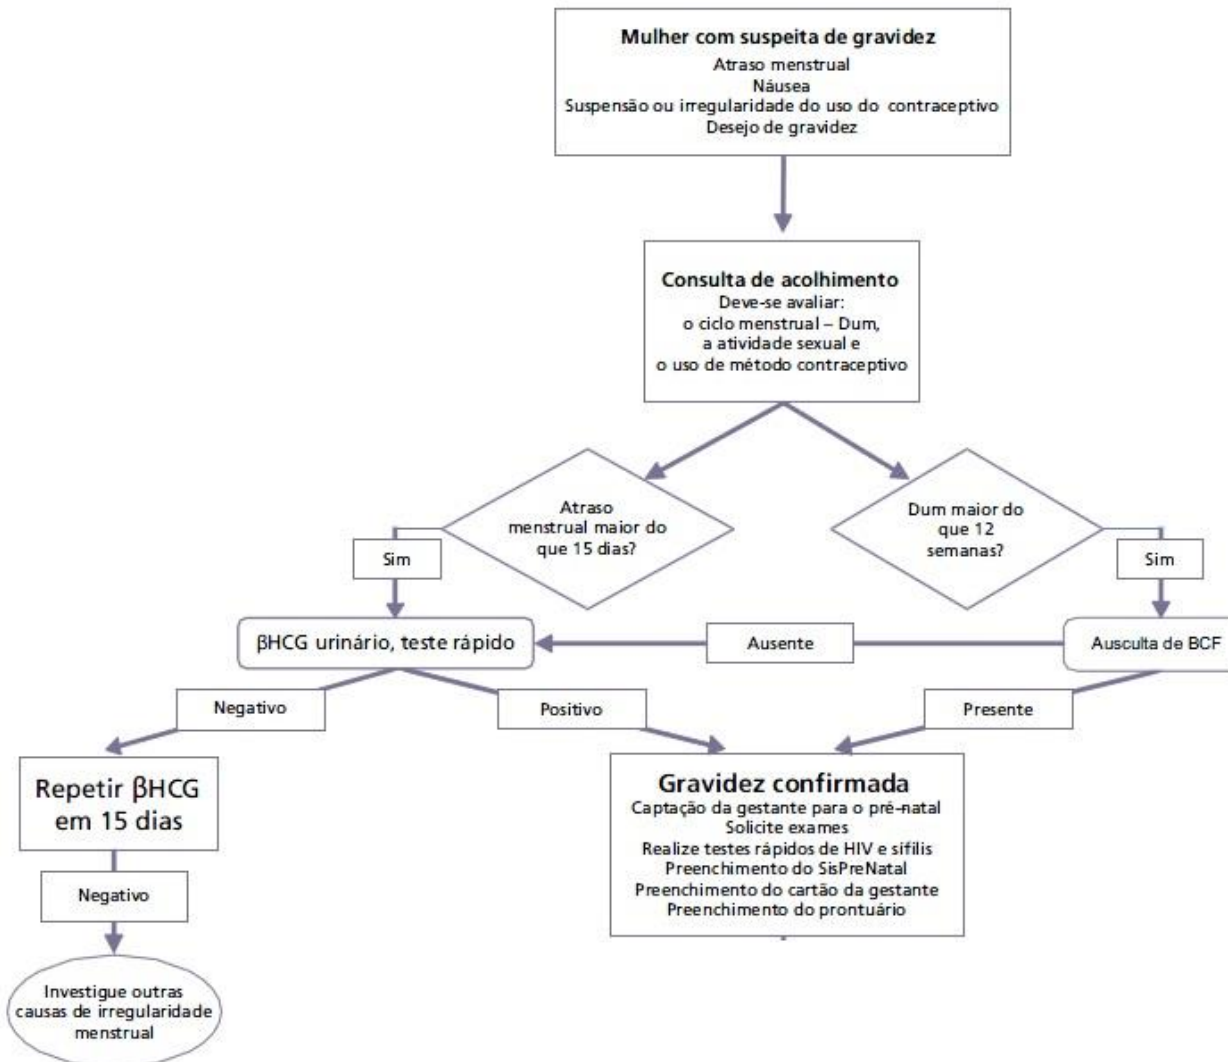 Mulher com suspeita de gravidez
Atraso menstrual
Náusea
Suspensão ou irregularidade do uso do contraceptivo
Desejo de gravidez
Consulta de acolhimento
Deve-se avaliar:
o ciclo menstrual – Dum,
a atividade sexual e
o uso de método contraceptivo
Atraso
menstrual maior do
que 15 dias?
Dum maior do
que 12
semanas?
Sim
Sim
βHCG urinário, teste rápido
Ausente
Ausculta de BCF
Negativo
Positivo
Presente
Repetir βHCG
em 15 dias
Gravidez confirmada
Captação da gestante para o pré-natal
Solicite exames
Realize testes rápidos de HIV e sífilis
Preenchimento do SisPreNatal
Preenchimento do cartão da gestante
Preenchimento do prontuário
Negativo
Investigue outras
causas de irregularidade
menstrual